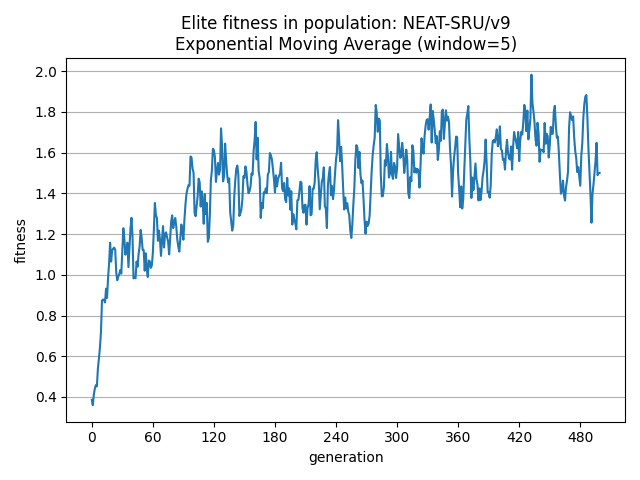 Elite fitness in population: NEAT-SRU/v9
Exponential Moving Average (window=5)
fitness
2.0
1.8
1.6
1.4
1.2
1.0
0.8
0.6
0.4
0 60 120 180 240 300 360 420 480
generation